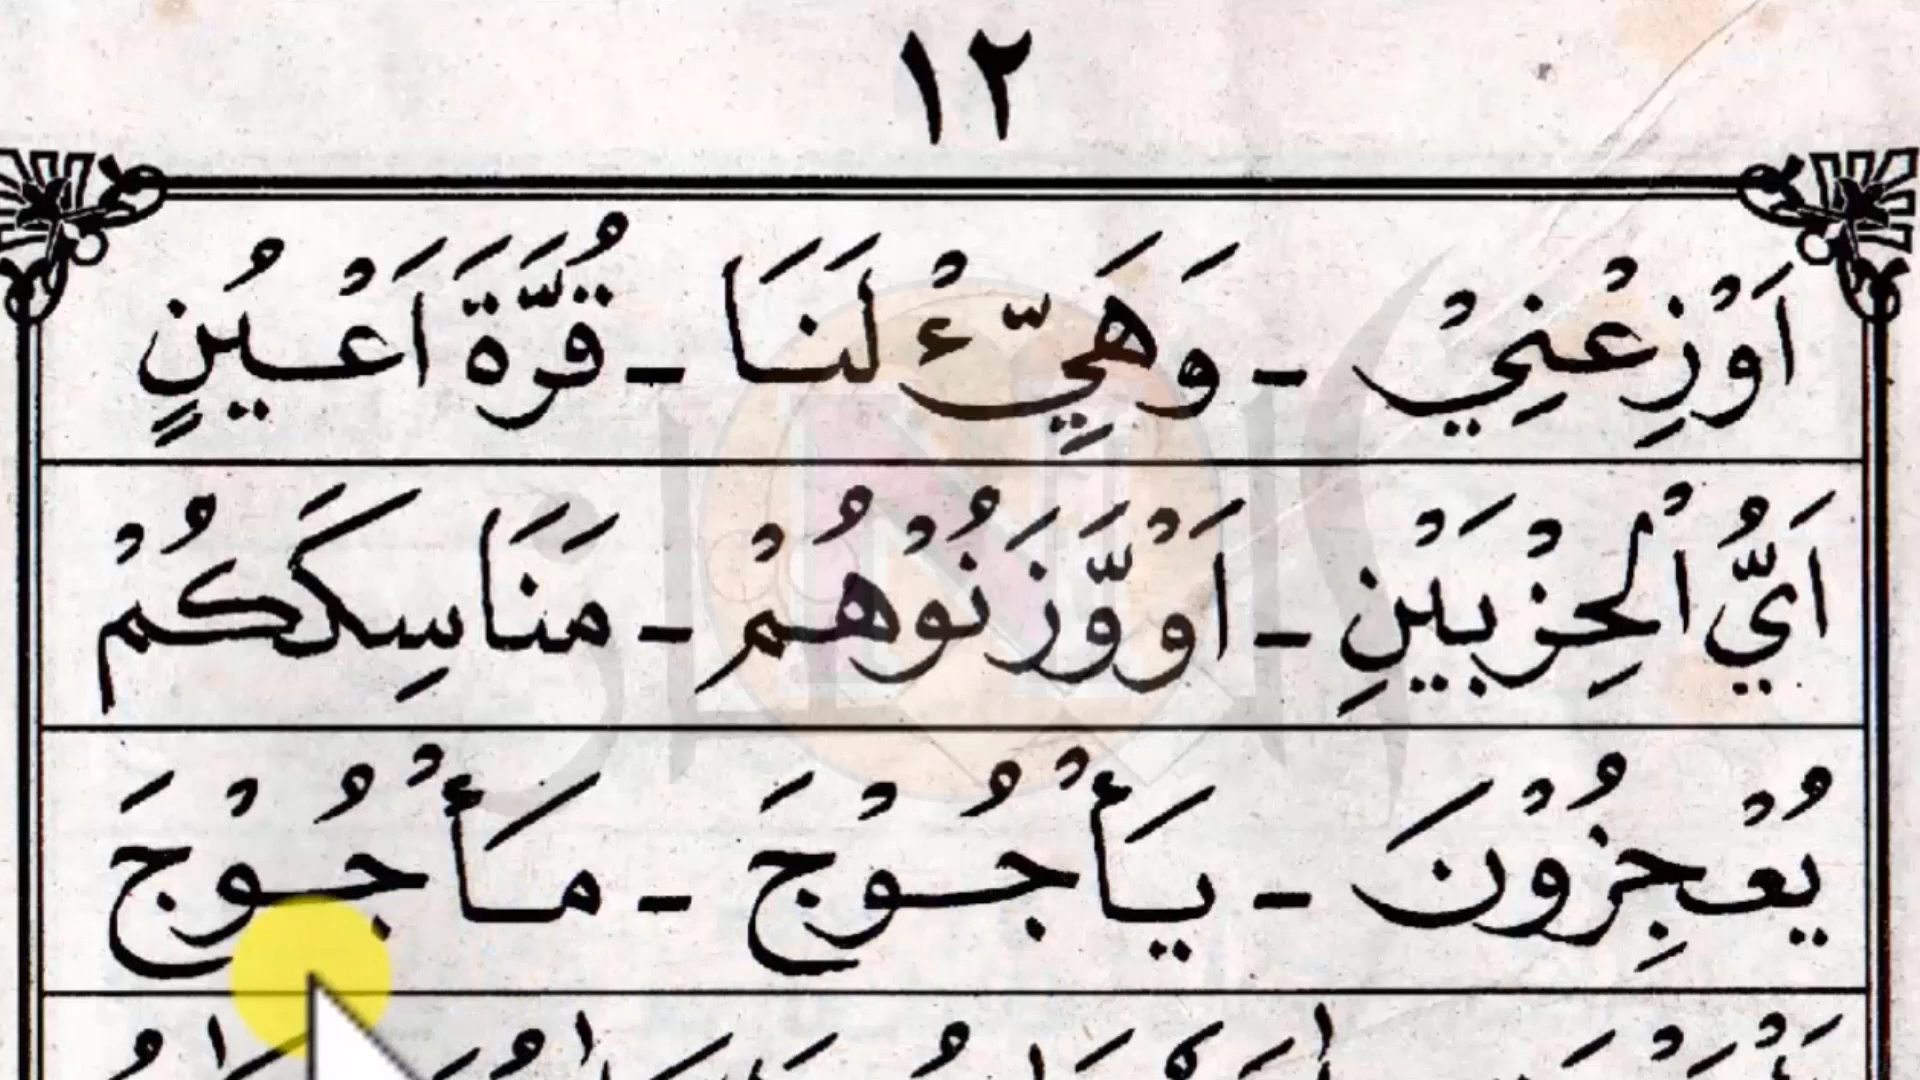 ١٢
اَوْزِعْنِيْ ـ وَهَيِّءْ لَنَا ـ قُرَّةَ اَعْيُنٍ
اَيُّ الْحِزْبَيْنِ ـ اَوْ وَّزَنُوْهُمْ ـ مَنَاسِكَكُمْ
يُعْجِزُوْنَ ـ يَأْجُوْجَ ـ مَأْجُوْجَ